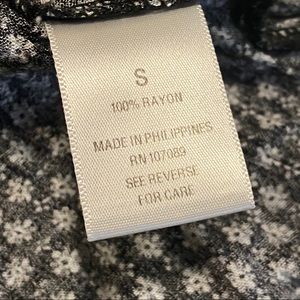 S
100% RAYON
MADE IN PHILIPPINES
RN 107089
SEE REVERSE
FOR CARE